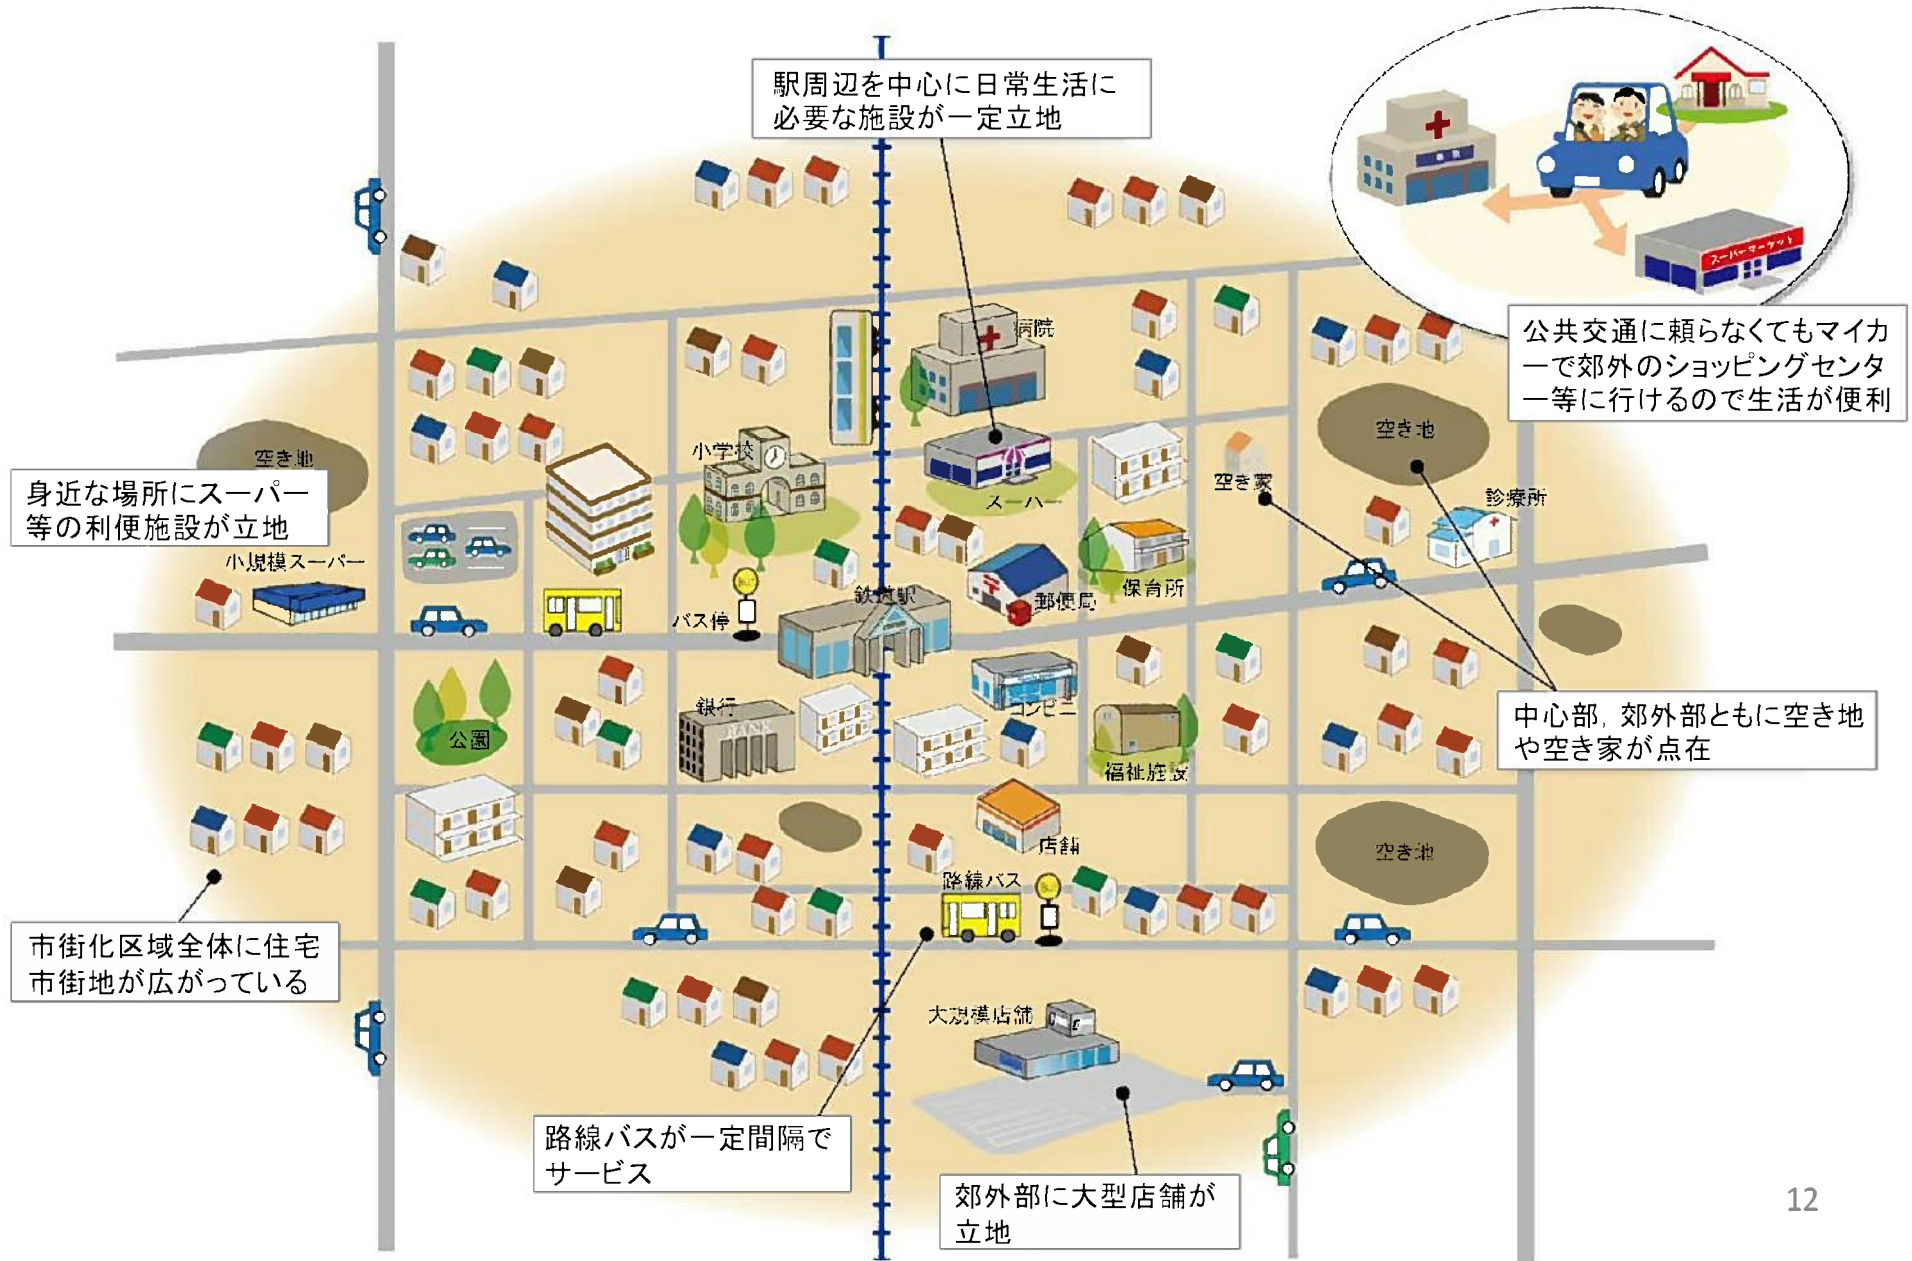 駅周辺を中心に日常生活に
必要な施設が一定立地
スーパーマーケット
公共交通に頼らなくてもマイカ
ーで郊外のショッピングセンタ
ー等に行けるので生活が便利
病院
空き地
空き地
小学校
身近な場所にスーパー
等の利便施設が立地
スーパー
空き家
診療所
小規模スーパー
保育所
鉄道駅
郵便局
バス停
銀行
BANK
コンビニ
公園
中心部，郊外部ともに空き地
や空き家が点在
福祉施設
店舗
空き地
路線バス
市街化区域全体に住宅
市街地が広がっている
大規模店舗
路線バスが一定間隔で
サービス
郊外部に大型店舗が
立地
12